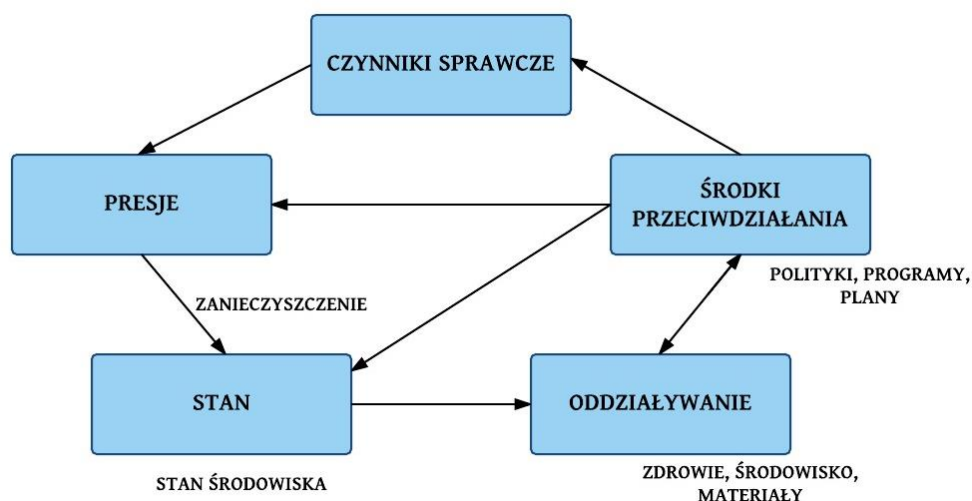 CZYNNIKI SPRAWCZE
PRESJE
ŚRODKI
PRZECIWDZIAŁANIA
POLITYKI, PROGRAMY,
PLANY
ZANIECZYSZCZENIE
STAN
ODDZIAŁYWANIE
STAN ŚRODOWISKA
ZDROWIE, ŚRODOWISKO,
MATERIAŁY